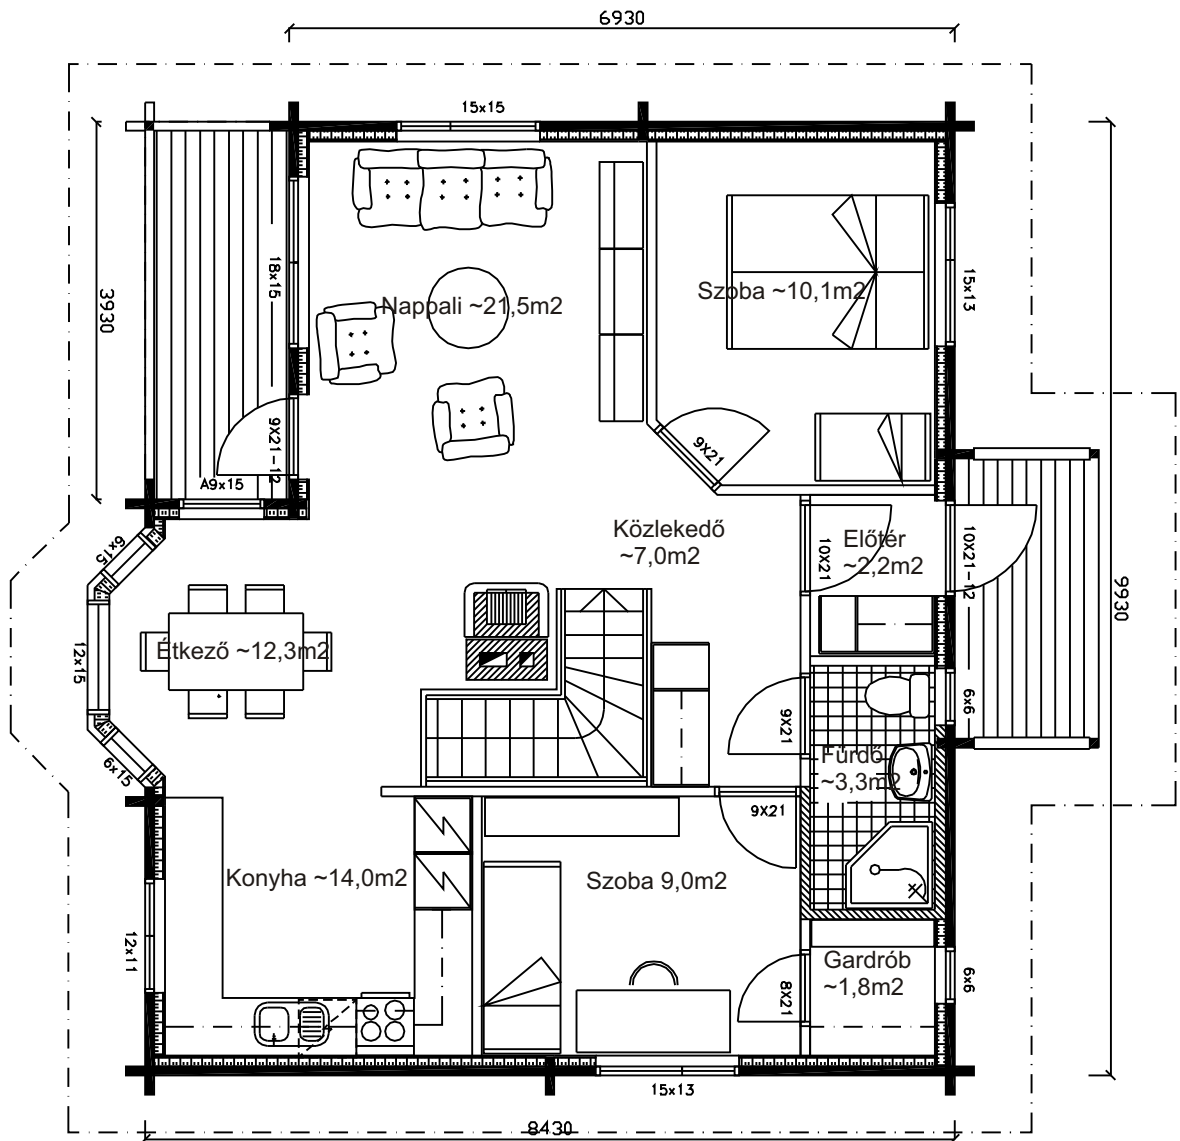 6930
15x15
3930
18x15
Nappali ~21,5m2
Szoba ~10,1m2
15x13
9X21
9X21-12
A9x15
Közlekedő
~7,0m2
10X21
Előtér
~2,2m2
10X21-12
9930
6x15
12x15
Étkező ~12,3m2
6x15
9X21
6x6
Fürdő
~3,3m2
9X21
Konyha ~14,0m2
Szoba 9,0m2
12x11
8X21
Gardrób
~1,8m2
6x6
15x13
8430